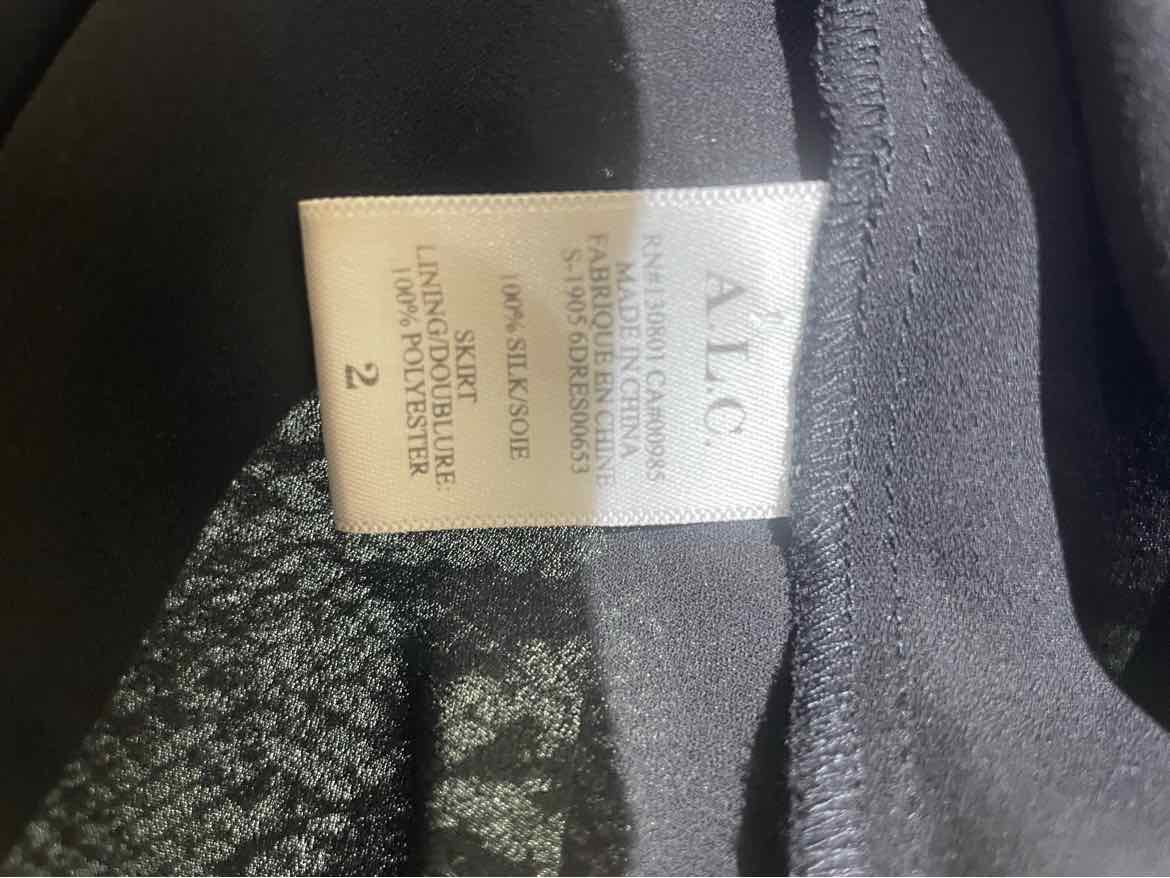 A.L.C.
RN#130801 CA#00985
MADE IN CHINA
FABRIQUE EN CHINE
S-1905 6DRES00653
100% SILK/SOIE
SKIRT
LINING/DOUBLURE:
100% POLYESTER
2